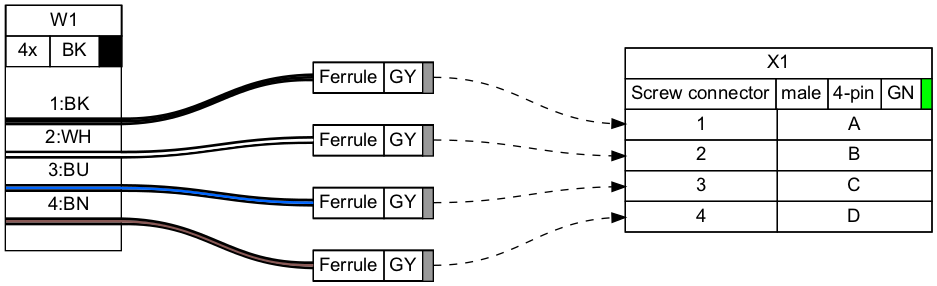 W1
4x BK
1:BK
2:WH
3:BU
4:BN
Ferrule GY
Ferrule GY
Ferrule GY
Ferrule GY
X1
Screw connector male 4-pin GN
1 A
2 B
3 C
4 D